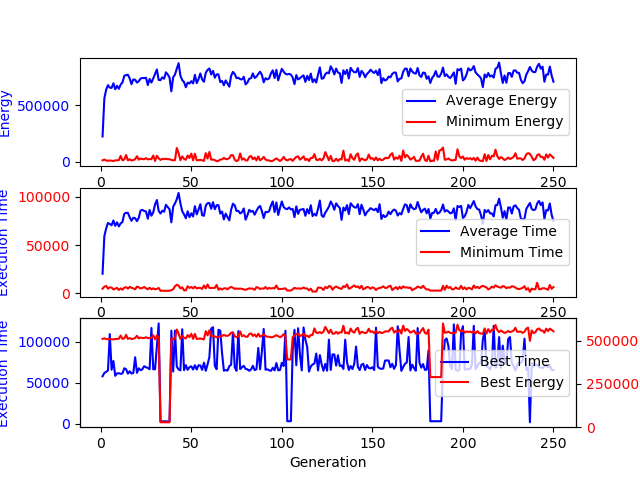 Energy
500000
0
Average Energy
Minimum Energy
0 50 100 150 200 250
Execution Time
100000
50000
0
Average Time
Minimum Time
0 50 100 150 200 250
Execution Time
100000
50000
0
Best Time
Best Energy
500000
250000
0
0 50 100 150 200 250
Generation